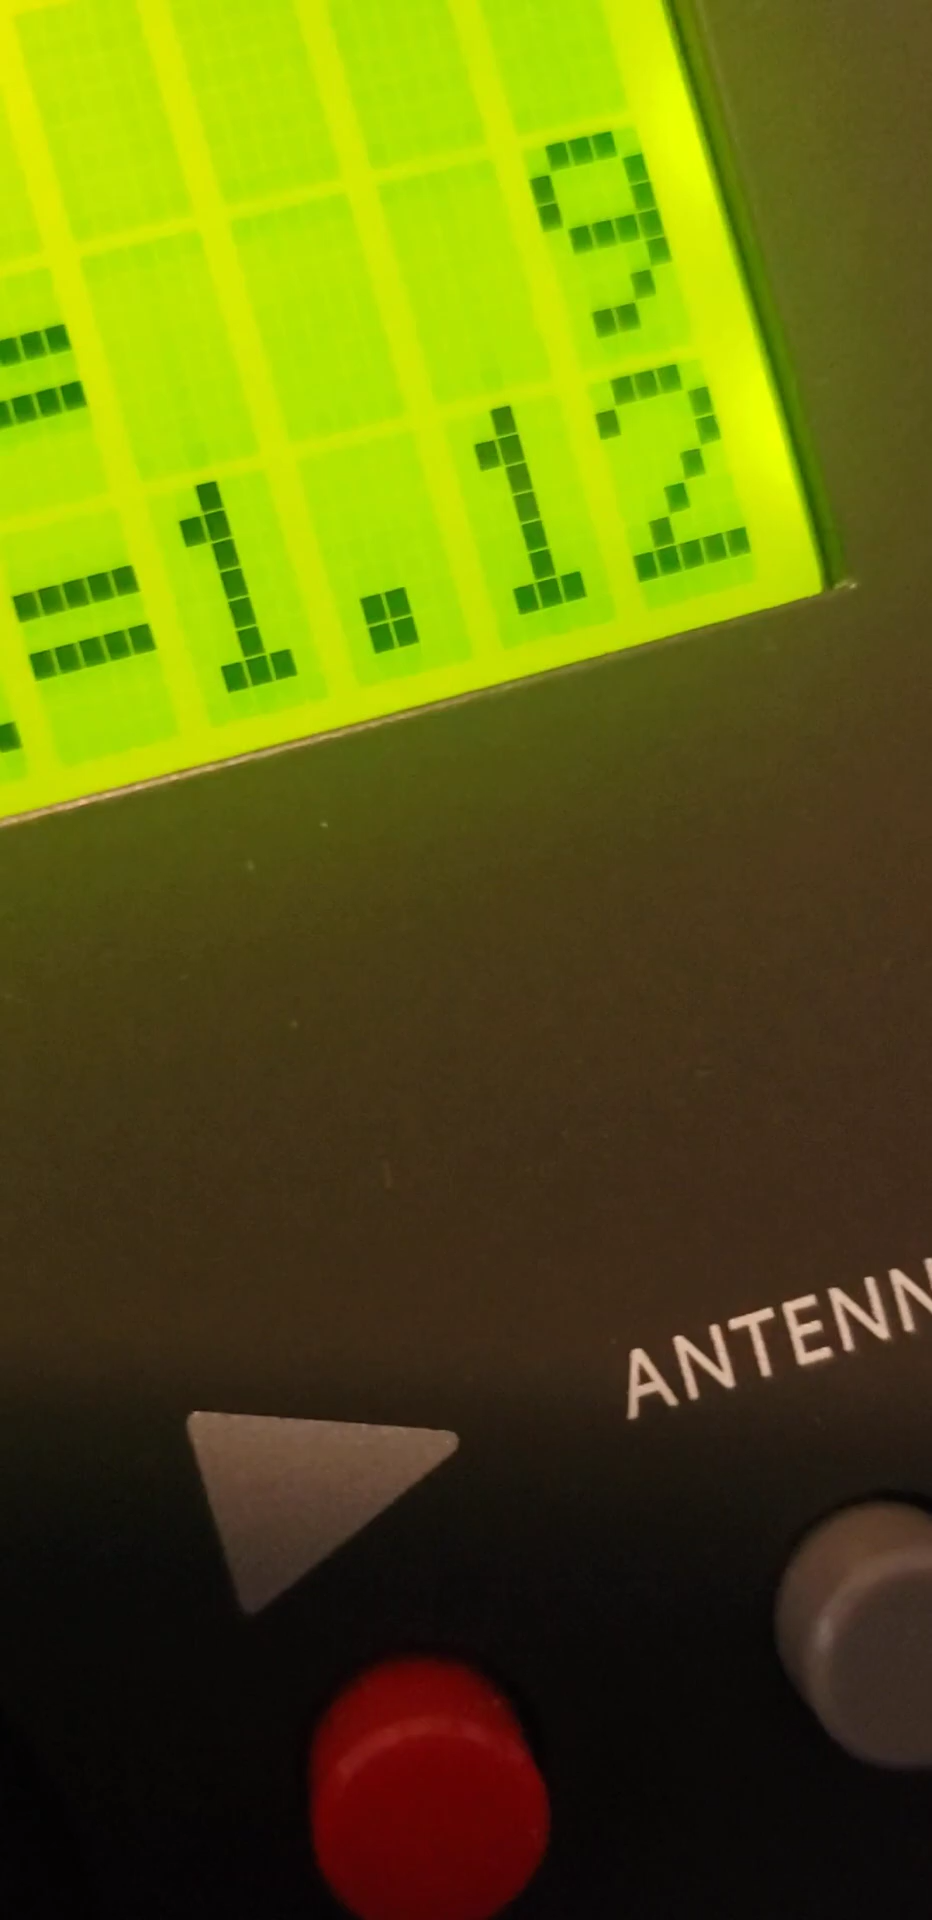 = 9
=1.12
ANTENN